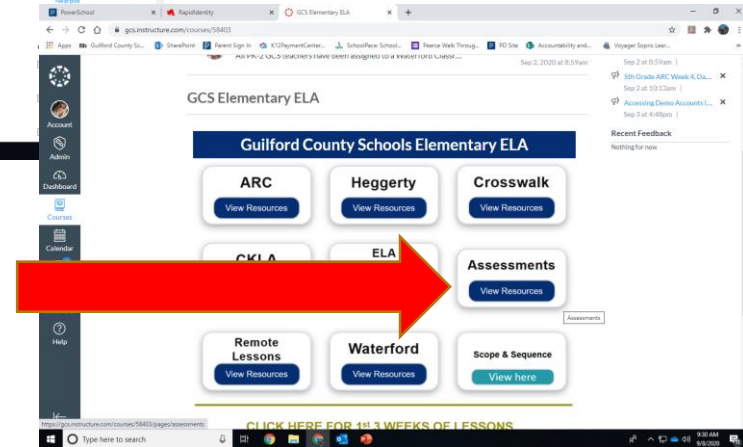 Nearpod
PowerSchool
RapidIdentity
GCS Elementary ELA
gcs.instructure.com/courses/58403
Apps
Guilford County Sc...
SharePoint
Parent Sign In
K12PaymentCenter...
SchoolPace: School...
Pearce Walk Throug...
PD Site
Accountability and...
Voyager Sopris Lear...
All PK-2 GCS teachers have been assigned to a Waterford Classr...
Sep 2, 2020 at 8:59am
Sep 2 at 8:59am
5th Grade ARC Week 4, Da...
Sep 2 at 10:13am
Accessing Demo Accounts i...
Sep 3 at 4:48pm
Recent Feedback
Nothing for now
Account
Admin
Dashboard
Courses
Calendar
Help
GCS Elementary ELA
Guilford County Schools Elementary ELA
ARC
View Resources
Heggerty
View Resources
Crosswalk
View Resources
CKLA
ELA
Assessments
View Resources
Assessments
Remote
Lessons
View Resources
Waterford
View Resources
Scope & Sequence
View here
CLICK HERE FOR 1st 3 WEEKS OF LESSONS
https://gcs.instructure.com/courses/58403/pages/assessments
Type here to search
9:30 AM
9/8/2020